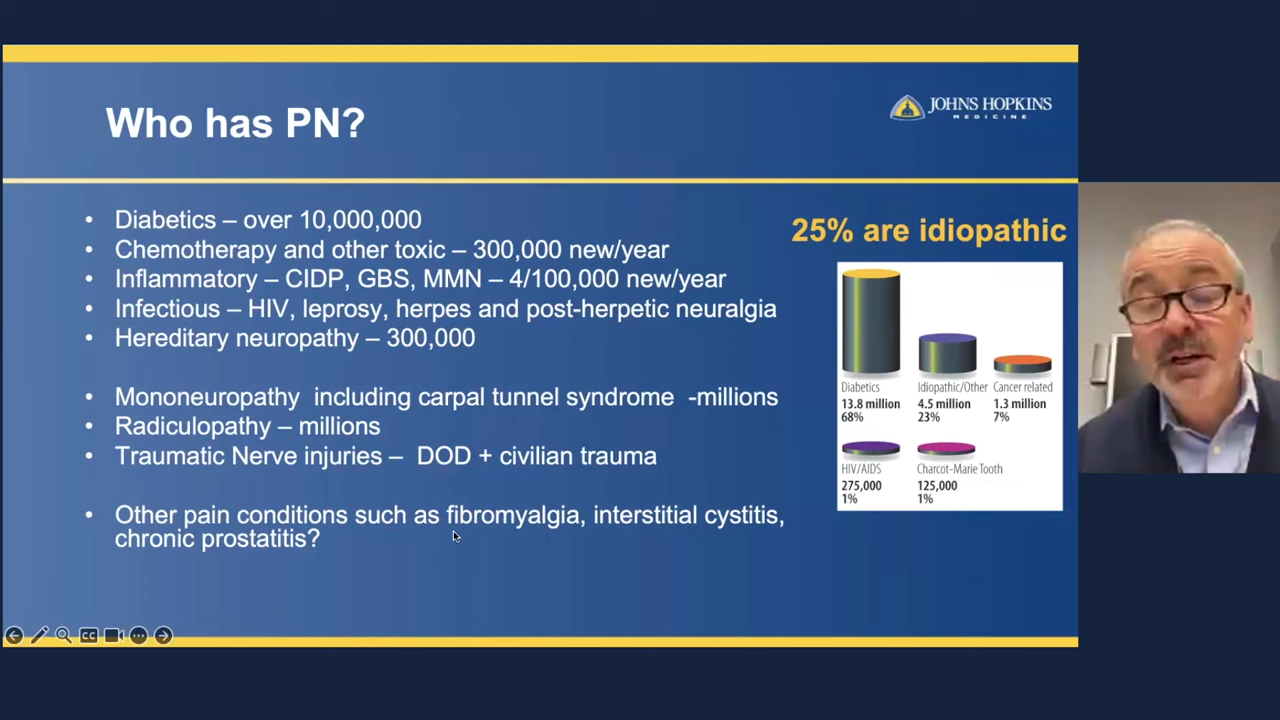 Who has PN?
JOHNS HOPKINS
MEDICINE
• Diabetics – over 10,000,000
• Chemotherapy and other toxic – 300,000 new/year
• Inflammatory – CIDP, GBS, MMN – 4/100,000 new/year
• Infectious – HIV, leprosy, herpes and post-herpetic neuralgia
• Hereditary neuropathy – 300,000
• Mononeuropathy  including carpal tunnel syndrome  -millions
• Radiculopathy – millions
• Traumatic Nerve injuries –  DOD + civilian trauma
• Other pain conditions such as fibromyalgia, interstitial cystitis,
chronic prostatitis?
25% are idiopathic
Diabetics Idiopathic/Other Cancer related
13.8 million 4.5 million 1.3 million
68% 23% 7%
HIV/AIDS Charcot-Marie Tooth
275,000 125,000
1% 1%
CC